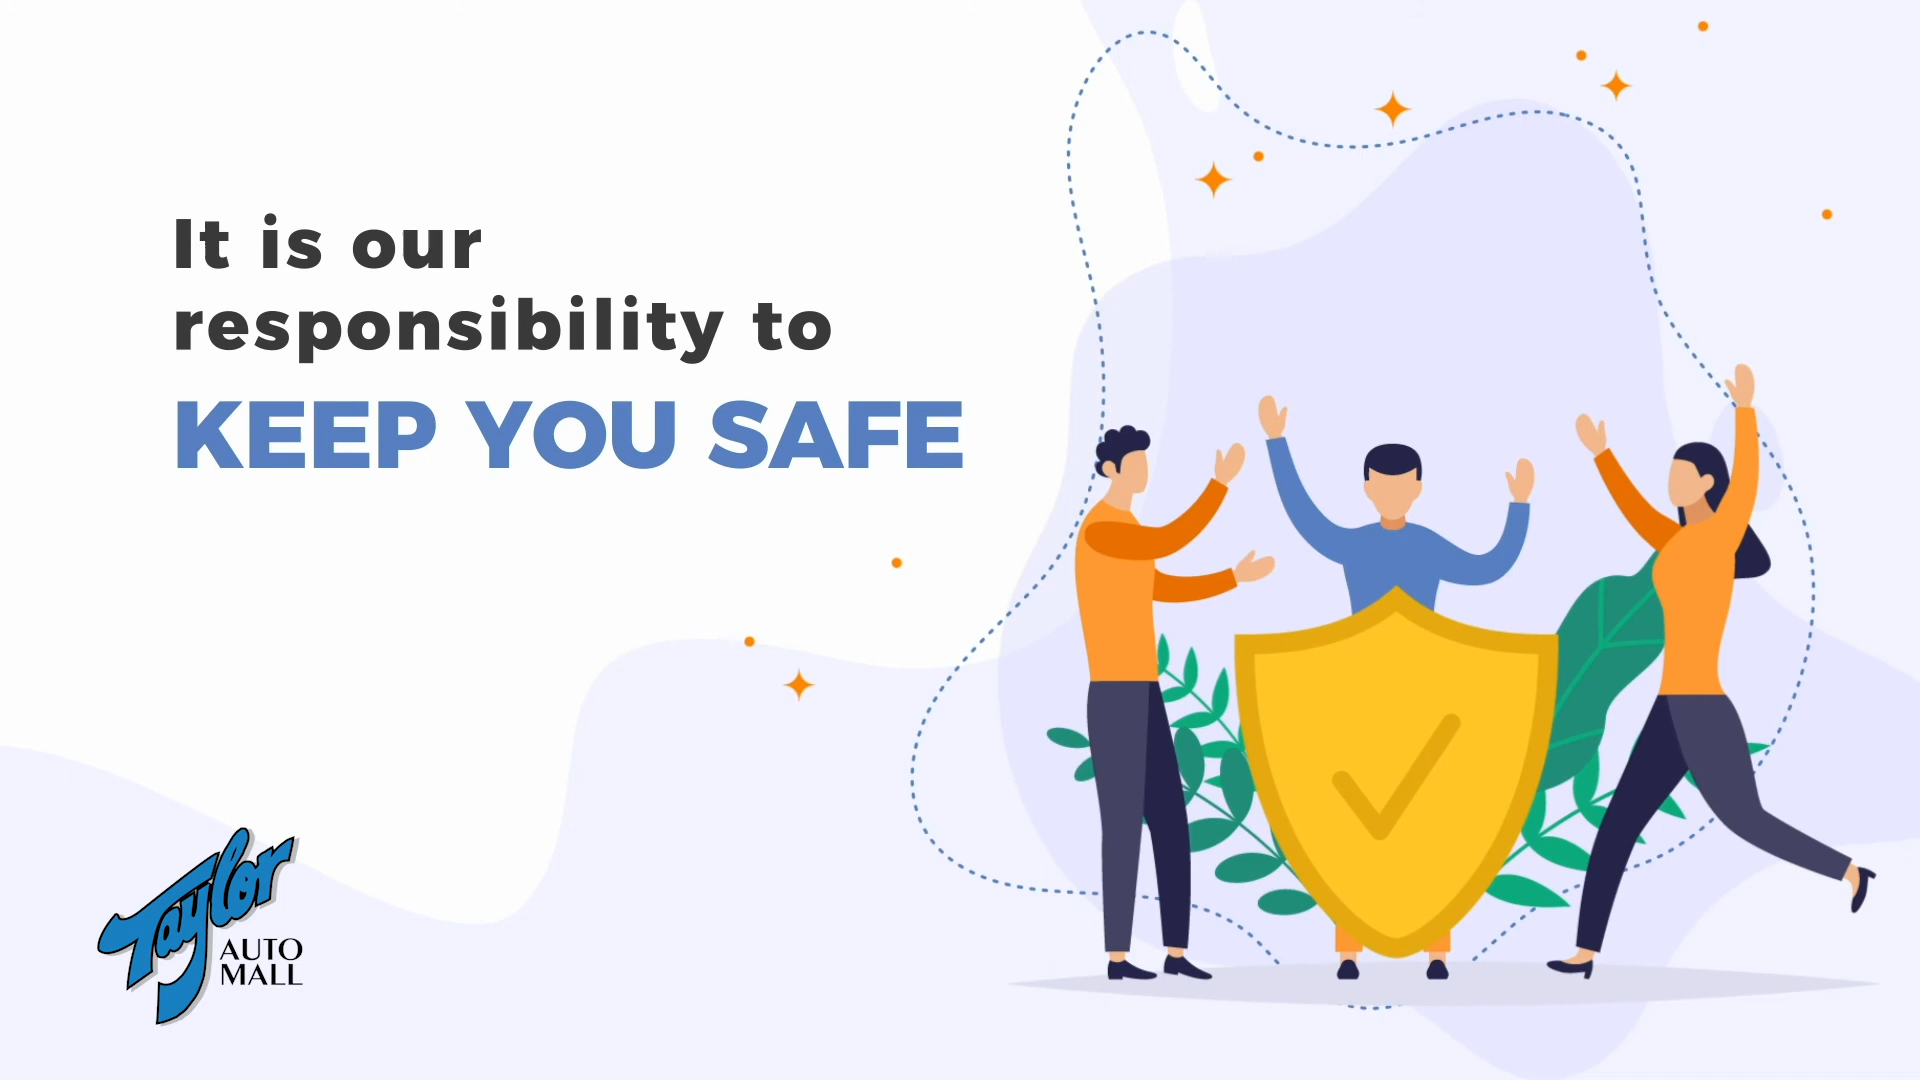 It is our
responsibility to
KEEP YOU SAFE
Taylor
AUTO
MALL